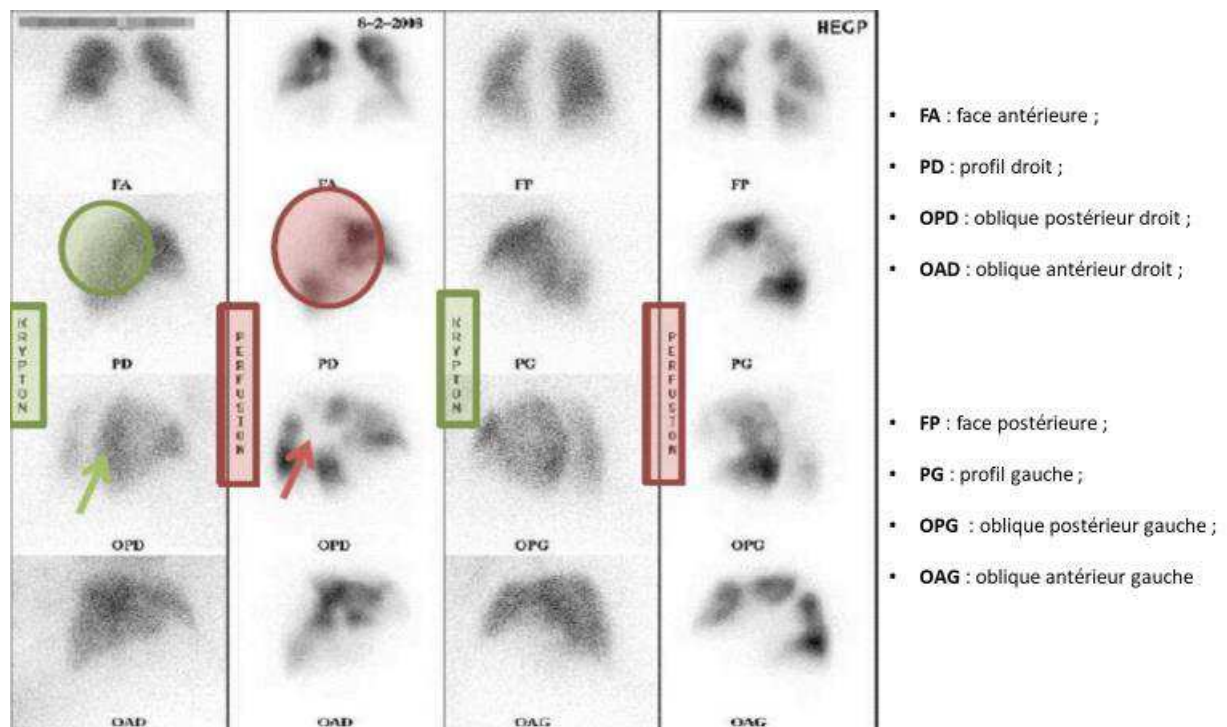 8-2-2008
HEGP
FA
FA
FP
FP
KRYPTON
PERFUSION
KRYPTON
PERFUSION
PD
PD
PG
PG
OPD
OPD
OPG
OPG
OAD
OAD
OAG
OAG
• FA : face antérieure ;
• PD : profil droit ;
• OPD : oblique postérieur droit ;
• OAD : oblique antérieur droit ;
• FP : face postérieure ;
• PG : profil gauche ;
• OPG : oblique postérieur gauche ;
• OAG : oblique antérieur gauche